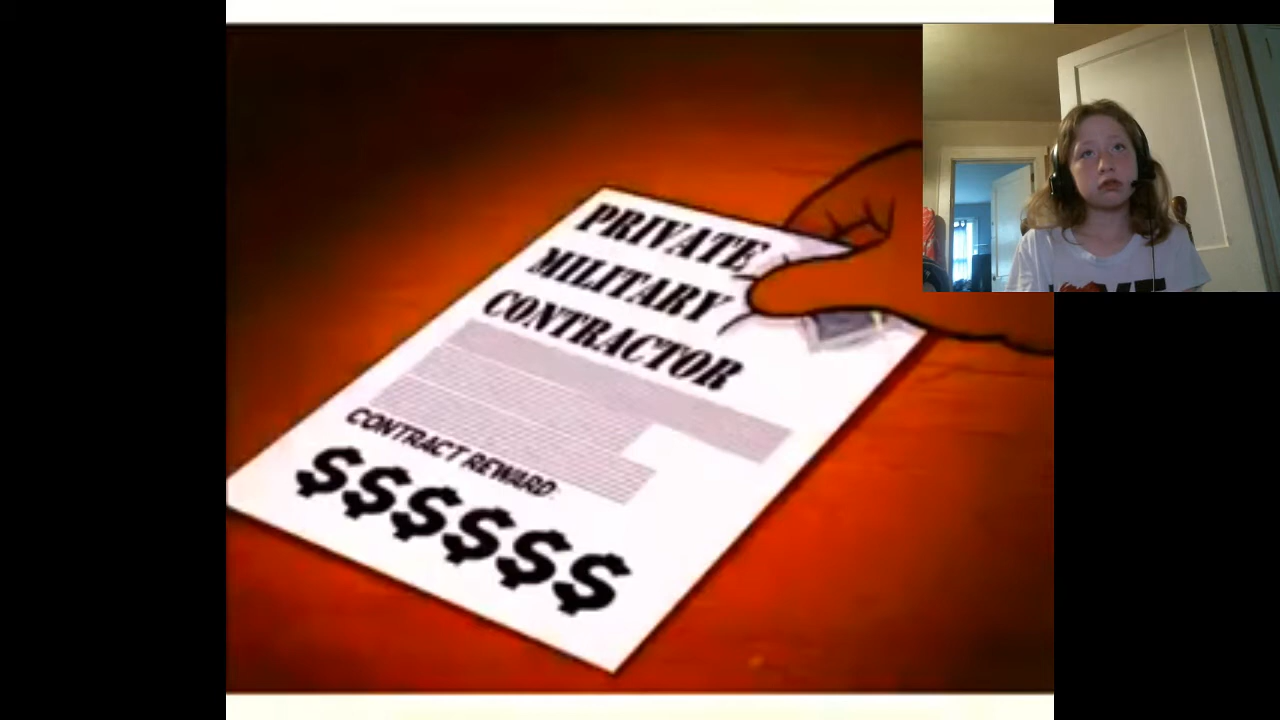 PRIVATE
MILITARY
CONTRACTOR
CONTRACT REWARD:
$$$$$$